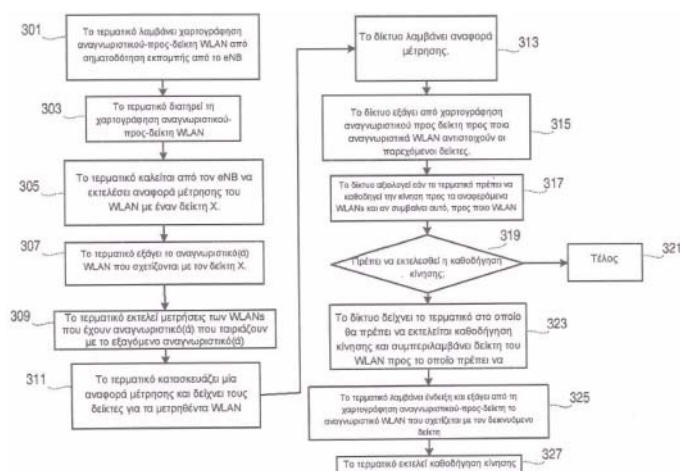 301
Το τερματικό λαμβάνει χαρτογράφηση
αναγνωριστικού-προς-δείκτη WLAN από
σηματοδότηση εκπομπής από το eNB
303
Το τερματικό διατηρεί τη
χαρτογράφηση αναγνωριστικού-
προς-δείκτη WLAN
305
Το τερματικό καλείται από τον eNB να
εκτελέσει αναφορά μέτρησης του
WLAN με έναν δείκτη X.
307
Το τερματικό εξάγει το αναγνωριστικό(ά)
WLAN που σχετίζονται με τον δείκτη X.
309
Το τερματικό εκτελεί μετρήσεις των WLANs
που έχουν αναγνωριστικό(ά) που ταιριάζουν
με το εξαγόμενο αναγνωριστικό(ά)
311
Το τερματικό κατασκευάζει μία
αναφορά μέτρησης και δείχνει τους
δείκτες για τα μετρηθέντα WLAN
313
Το δίκτυο λαμβάνει αναφορά
μέτρησης.
315
Το δίκτυο εξάγει από χαρτογράφηση
αναγνωριστικού προς δείκτη προς ποια
αναγνωριστικά WLAN αντιστοιχούν οι
παρεχόμενοι δείκτες.
317
Το δίκτυο αξιολογεί εάν το τερματικό πρέπει να
καθοδηγεί την κίνηση προς τα αναφερόμενα
WLANs και αν συμβαίνει αυτό, προς ποιο WLAN
319
Πρέπει να εκτελεσθεί η καθοδήγηση
κίνησης;
321
Τέλος
323
Το δίκτυο δείχνει το τερματικό στο οποίο
θα πρέπει να εκτελείται καθοδήγηση
κίνησης και συμπεριλαμβάνει δείκτη του
WLAN προς το οποίο πρέπει να
325
Το τερματικό λαμβάνει ένδειξη και εξάγει από τη
χαρτογράφηση αναγνωριστικού-προς-δείκτη το
αναγνωριστικό WLAN που σχετίζεται με τον δεικνυόμενο
δείκτη
327
Το τερματικό εκτελεί καθοδήγηση κίνησης